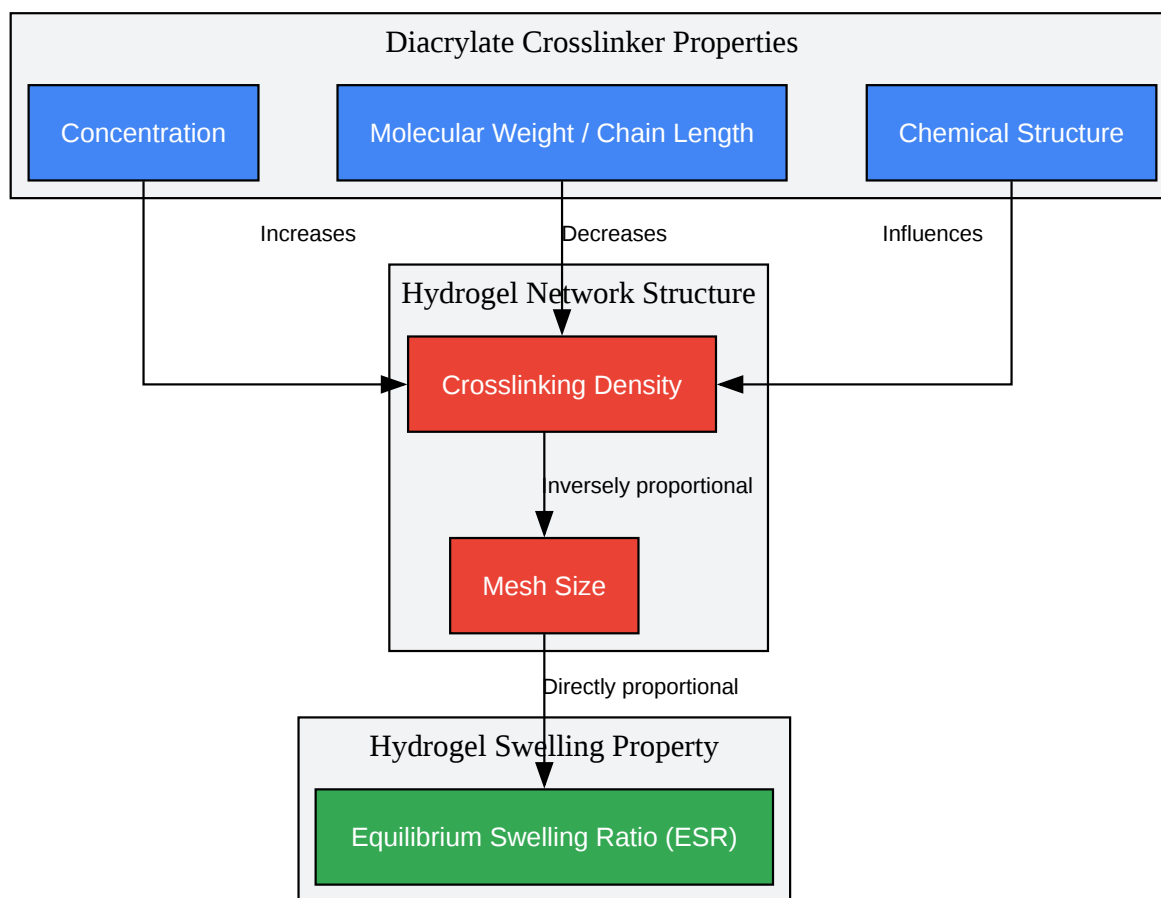 Diacrylate Crosslinker Properties
Concentration
Molecular Weight / Chain Length
Chemical Structure
Increases
Decreases
Influences
Hydrogel Network Structure
Crosslinking Density
Inversely proportional
Mesh Size
Directly proportional
Hydrogel Swelling Property
Equilibrium Swelling Ratio (ESR)